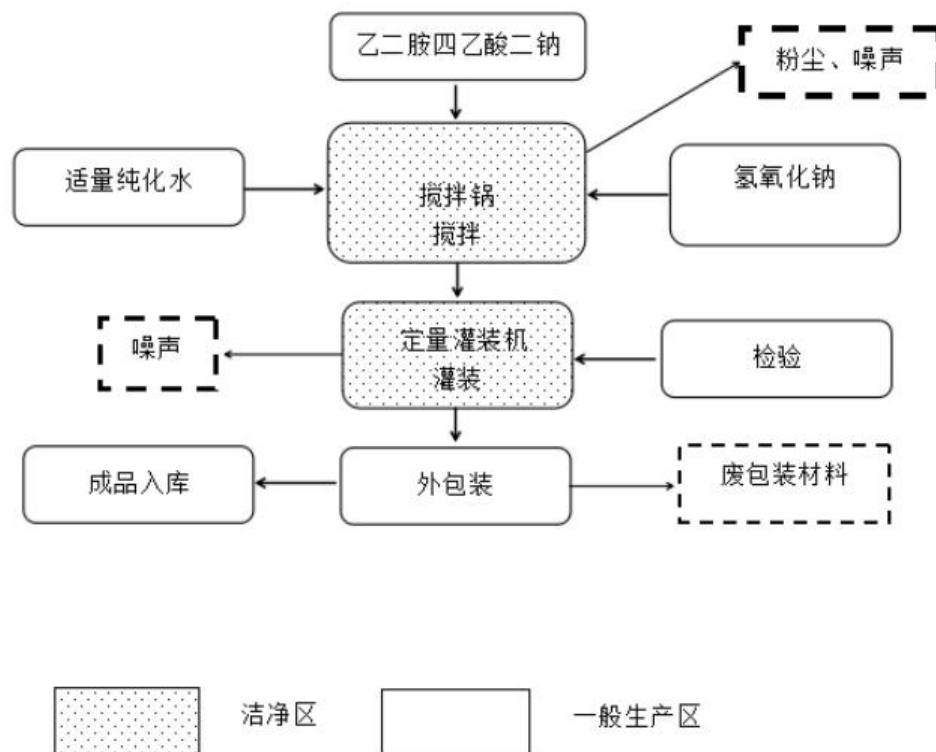 乙二胺四乙酸二钠
粉尘、噪声
适量纯化水
搅拌锅
搅拌
氢氧化钠
噪声
定量灌装机
灌装
检验
成品入库
外包装
废包装材料
洁净区
一般生产区